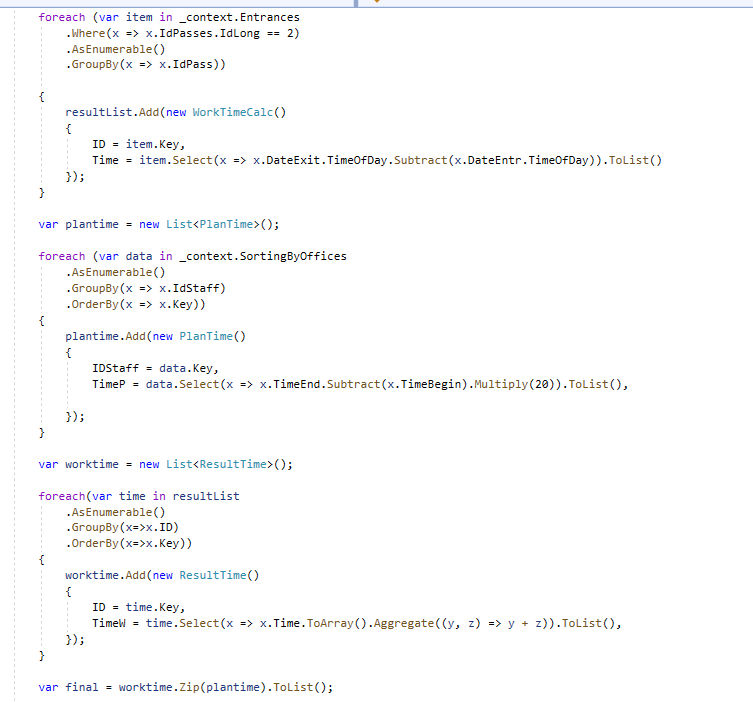 foreach (var item in _context.Entrances
    .Where(x => x.IdPasses.IdLong == 2)
    .AsEnumerable()
    .GroupBy(x => x.IdPass))
{
    resultList.Add(new WorkTimeCalc()
    {
        ID = item.Key,
        Time = item.Select(x => x.DateExit.TimeOfDay.Subtract(x.DateEntr.TimeOfDay)).ToList()
    });
}
var plantime = new List<PlanTime>();
foreach (var data in _context.SortingByOffices
    .AsEnumerable()
    .GroupBy(x => x.IdStaff)
    .OrderBy(x => x.Key))
{
    plantime.Add(new PlanTime()
    {
        IDStaff = data.Key,
        TimeP = data.Select(x => x.TimeEnd.Subtract(x.TimeBegin).Multiply(20)).ToList(),
    });
}
var worktime = new List<ResultTime>();
foreach(var time in resultList
    .AsEnumerable()
    .GroupBy(x=>x.ID)
    .OrderBy(x=>x.Key))
{
    worktime.Add(new ResultTime()
    {
        ID = time.Key,
        TimeW = time.Select(x => x.Time.ToArray().Aggregate((y, z) => y + z)).ToList(),
    });
}
var final = worktime.Zip(plantime).ToList();